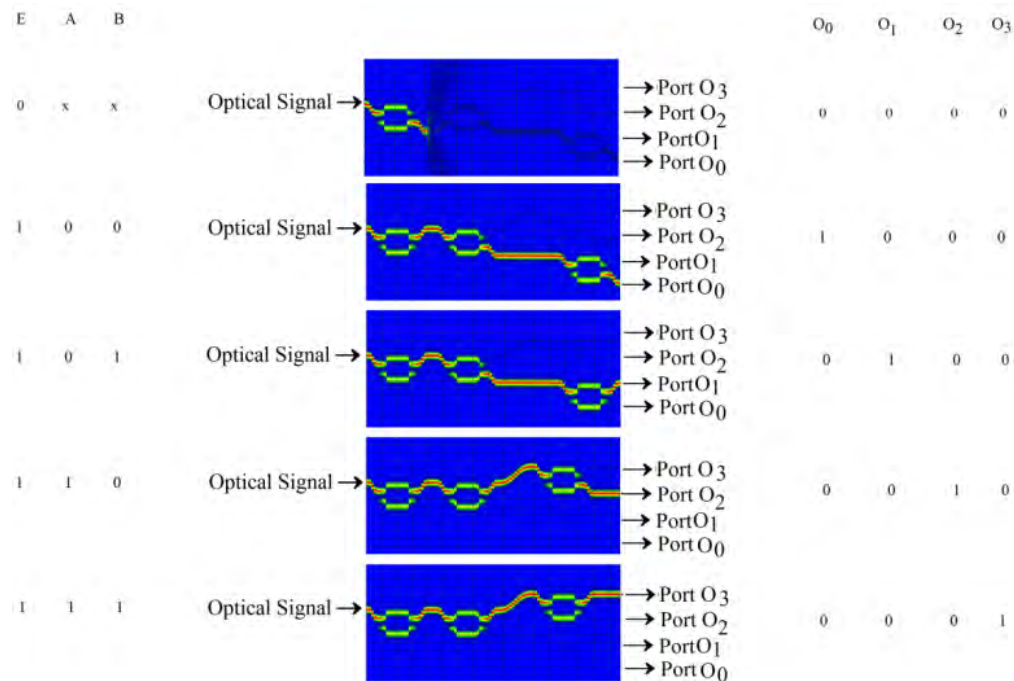 E A B O0 O1 O2 O3
0 x x Optical Signal → → Port O3 0 0 0 0
→ Port O2
→ PortO1
→ Port O0
1 0 0 Optical Signal → → Port O3 1 0 0 0
→ Port O2
→ PortO1
→ Port O0
1 0 1 Optical Signal → → Port O3 0 1 0 0
→ Port O2
→ PortO1
→ Port O0
1 1 0 Optical Signal → → Port O3 0 0 1 0
→ Port O2
→ PortO1
→ Port O0
1 1 1 Optical Signal → → Port O3 0 0 0 1
→ Port O2
→ PortO1
→ Port O0